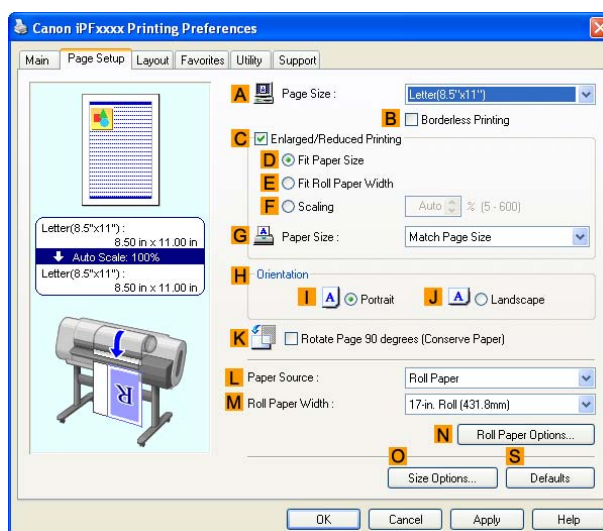 Canon iPFxxxx Printing Preferences
Main Page Setup Layout Favorites Utility Support
A Page Size : Letter(8.5"x11")
B Borderless Printing
C Enlarged/Reduced Printing
D Fit Paper Size
E Fit Roll Paper Width
F Scaling Auto % (5 - 600)
G Paper Size : Match Page Size
Letter(8.5"x11") :
8.50 in x 11.00 in
Auto Scale: 100%
Letter(8.5"x11") :
8.50 in x 11.00 in
H Orientation
I A Portrait J A Landscape
K Rotate Page 90 degrees (Conserve Paper)
R
L Paper Source : Roll Paper
M Roll Paper Width : 17-in. Roll (431.8mm)
N Roll Paper Options...
O S
Size Options... Defaults
OK Cancel Apply Help